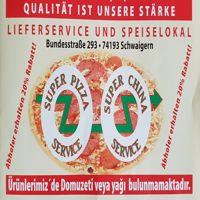 QUALITÄT IST UNSERE STÄRKE
LIEFERSERVICE UND SPEISELOKAL
Bundesstraße 293 • 74193 Schwaigern
Abholer erhalten 20% Rabatt!
Abholer erhalten 20% Rabatt!
SUPER PIZZA SERVICE
SUPER CHINA SERVICE
Ürünlerimiz'de Domuzeti veya yağı bulunmamaktadır.